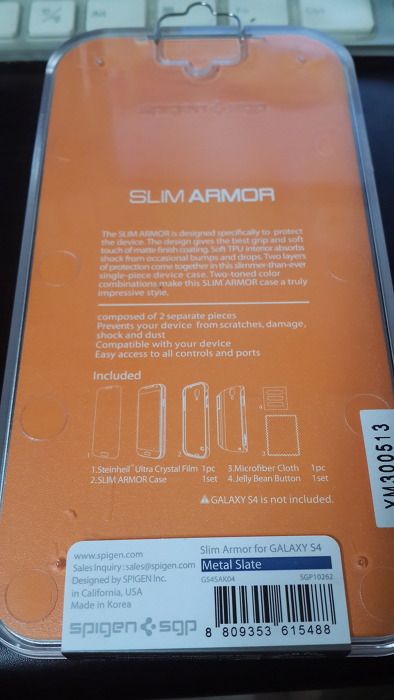 spigen sgp
SLIM ARMOR
The SLIM ARMOR is designed specifically to protect
the device. The design gives the best grip and soft
touch of matte finish coating. Soft TPU interior absorbs
shock from occasional bumps and drops. Two layers
of protection come together in this slimmer-than-ever
single-piece device case. Two-toned color
combinations make this SLIM ARMOR case a truly
impressive style.
composed of 2 separate pieces
Prevents your device from scratches, damage,
shock and dust
Compatible with your device
Easy access to all controls and ports
Included
1.Steinheil™ Ultra Crystal Film 1pc
2.SLIM ARMOR Case 1set
3.Microfiber Cloth 1pc
4.Jelly Bean Button 1set
GALAXY S4 is not included.
XM300513
www.spigen.com
Sales Inquiry : sales@spigen.com
Designed by SPIGEN Inc.
in California, USA
Made in Korea
spigen sgp
Slim Armor for GALAXY S4
Metal Slate
GS4SAK04 SGP10262
8 809353 615488